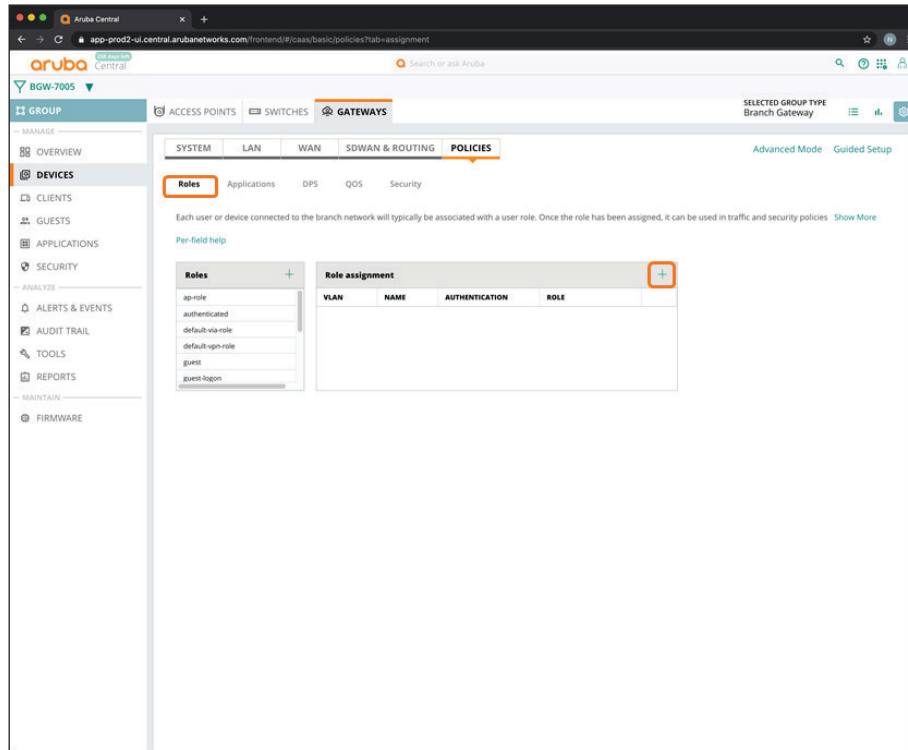 Aruba Central
app-prod2-ui.central.arubanetworks.com/frontend/#/caas/basic/policies?tab=assignment
N
aruba Central
Search or ask Aruba
BGW-7005
GROUP
ACCESS POINTS SWITCHES GATEWAYS
SELECTED GROUP TYPE
Branch Gateway
MANAGE
OVERVIEW
DEVICES
CLIENTS
GUESTS
APPLICATIONS
SECURITY
ANALYZE
ALERTS & EVENTS
AUDIT TRAIL
TOOLS
REPORTS
MAINTAIN
FIRMWARE
SYSTEM LAN WAN SDWAN & ROUTING POLICIES
Advanced Mode Guided Setup
Roles Applications DPS QOS Security
Each user or device connected to the branch network will typically be associated with a user role. Once the role has been assigned, it can be used in traffic and security policies Show More
Per-field help
Roles +
ap-role
authenticated
default-via-role
default-vpn-role
guest
guest-logon
Role assignment +
VLAN NAME AUTHENTICATION ROLE